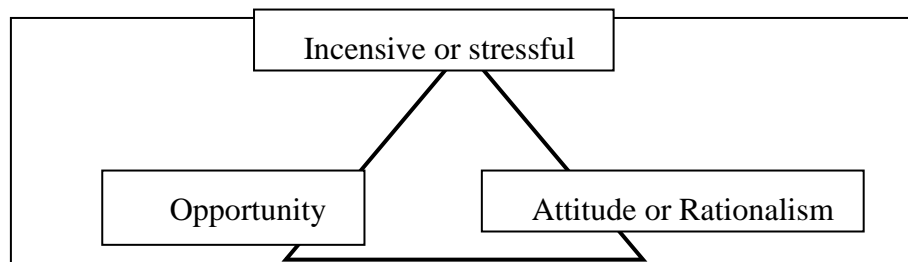 Incensive or stressful
Opportunity
Attitude or Rationalism